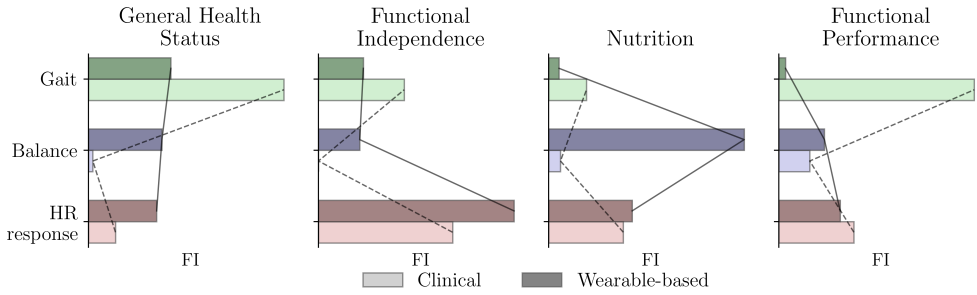 General Health
Status
Functional
Independence
Nutrition
Functional
Performance
Gait
Balance
HR
response
FI
FI
FI
FI
Clinical
Wearable-based